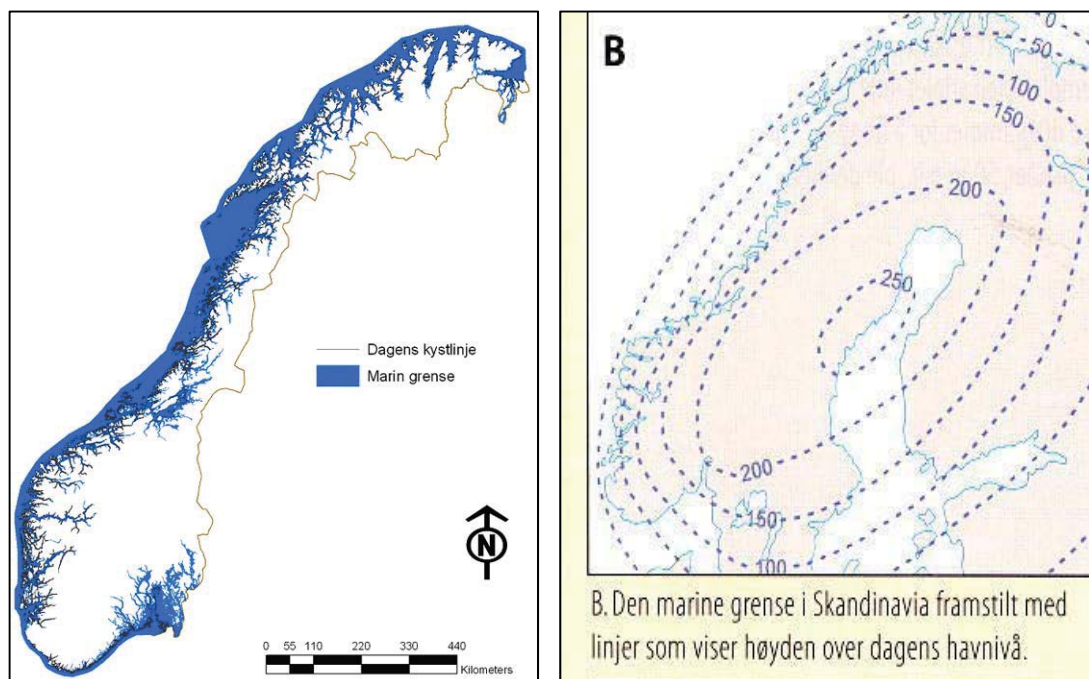 Dagens kystlinje
Marin grense
N
0 55 110 220 330 440
Kilometers
B
0
50
100
150
200
250
200
150
100
B. Den marine grense i Skandinavia framstilt med
linjer som viser høyden over dagens havnivå.